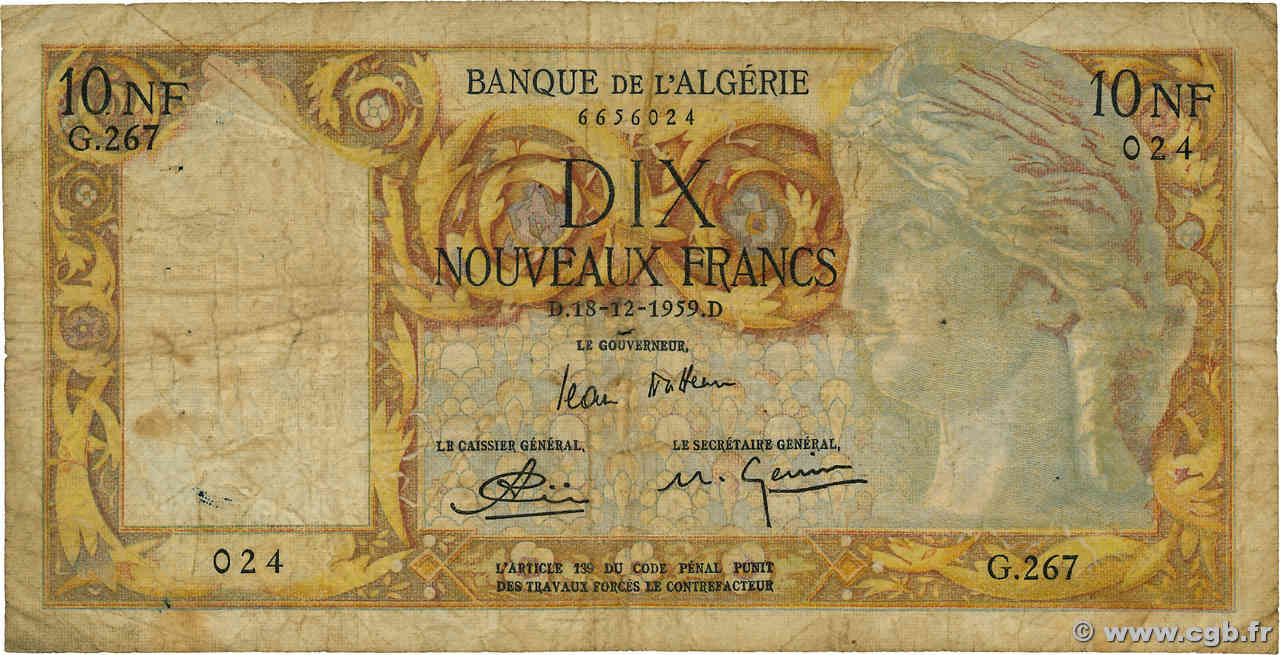 10 NF
BANQUE DE L'ALGÉRIE
10 NF
G.267
6656024
024
DIX
NOUVEAUX FRANCS
D.18-12-1959.D
LE GOUVERNEUR,
LE CAISSIER GÉNÉRAL,
LE SECRÉTAIRE GÉNÉRAL,
024
G.267
L'ARTICLE 139 DU CODE PÉNAL PUNIT
DES TRAVAUX FORCÉS LE CONTREFACTEUR
© www.cgb.fr